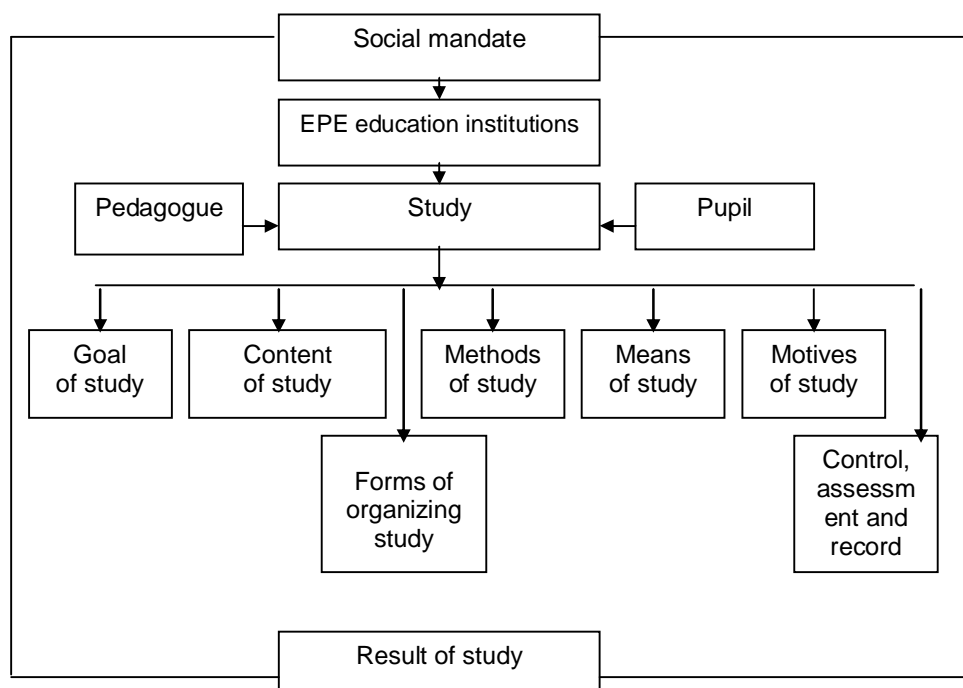 Social mandate
EPE education institutions
Pedagogue
Study
Pupil
Goal
of study
Content
of study
Methods
of study
Means
of study
Motives
of study
Forms of
organizing
study
Control,
assessm
ent and
record
Result of study